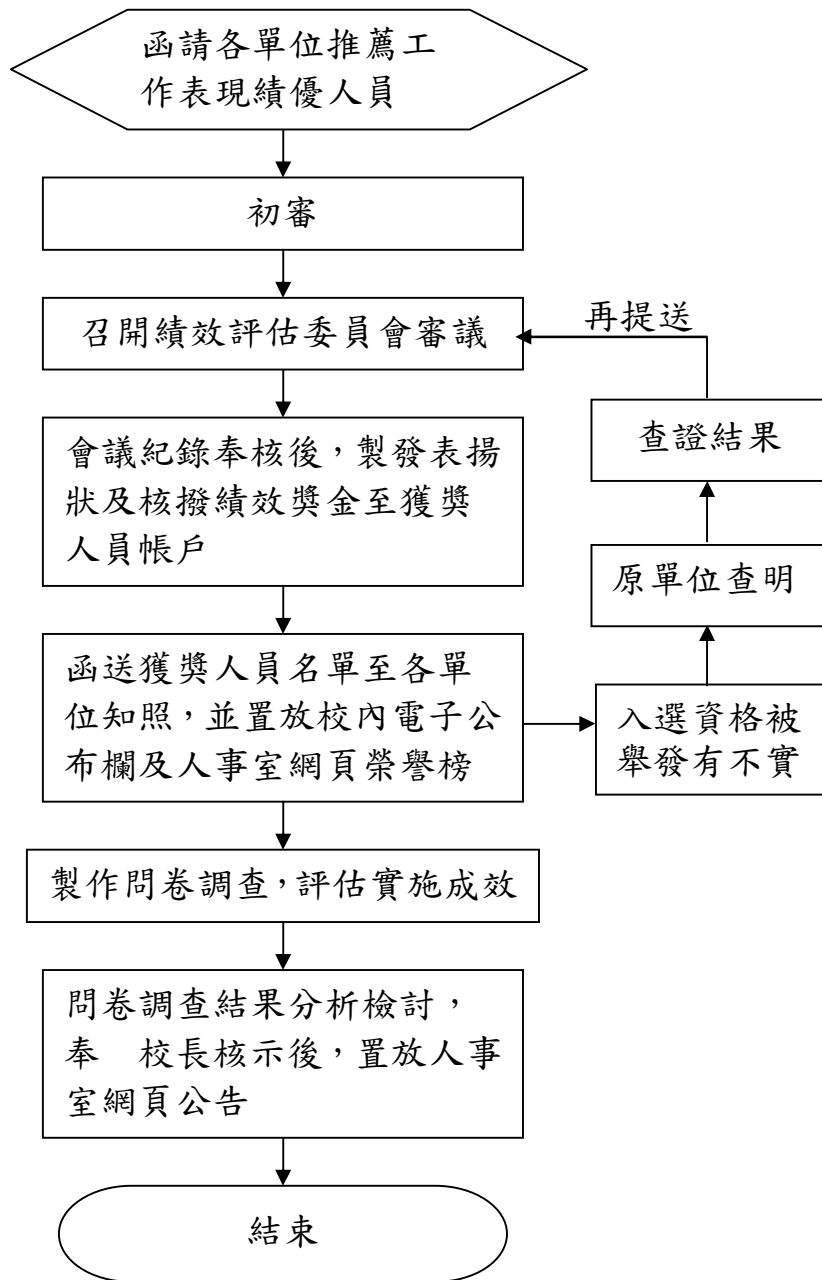 函請各單位推薦工
作表現績優人員
初審
召開績效評估委員會審議
再提送
查證結果
會議紀錄奉核後，製發表揚
狀及核撥績效獎金至獲獎
人員帳戶
原單位查明
函送獲獎人員名單至各單
位知照，並置放校內電子公
布欄及人事室網頁榮譽榜
入選資格被
舉發有不實
製作問卷調查，評估實施成效
問卷調查結果分析檢討，
奉　校長核示後，置放人事
室網頁公告
結束